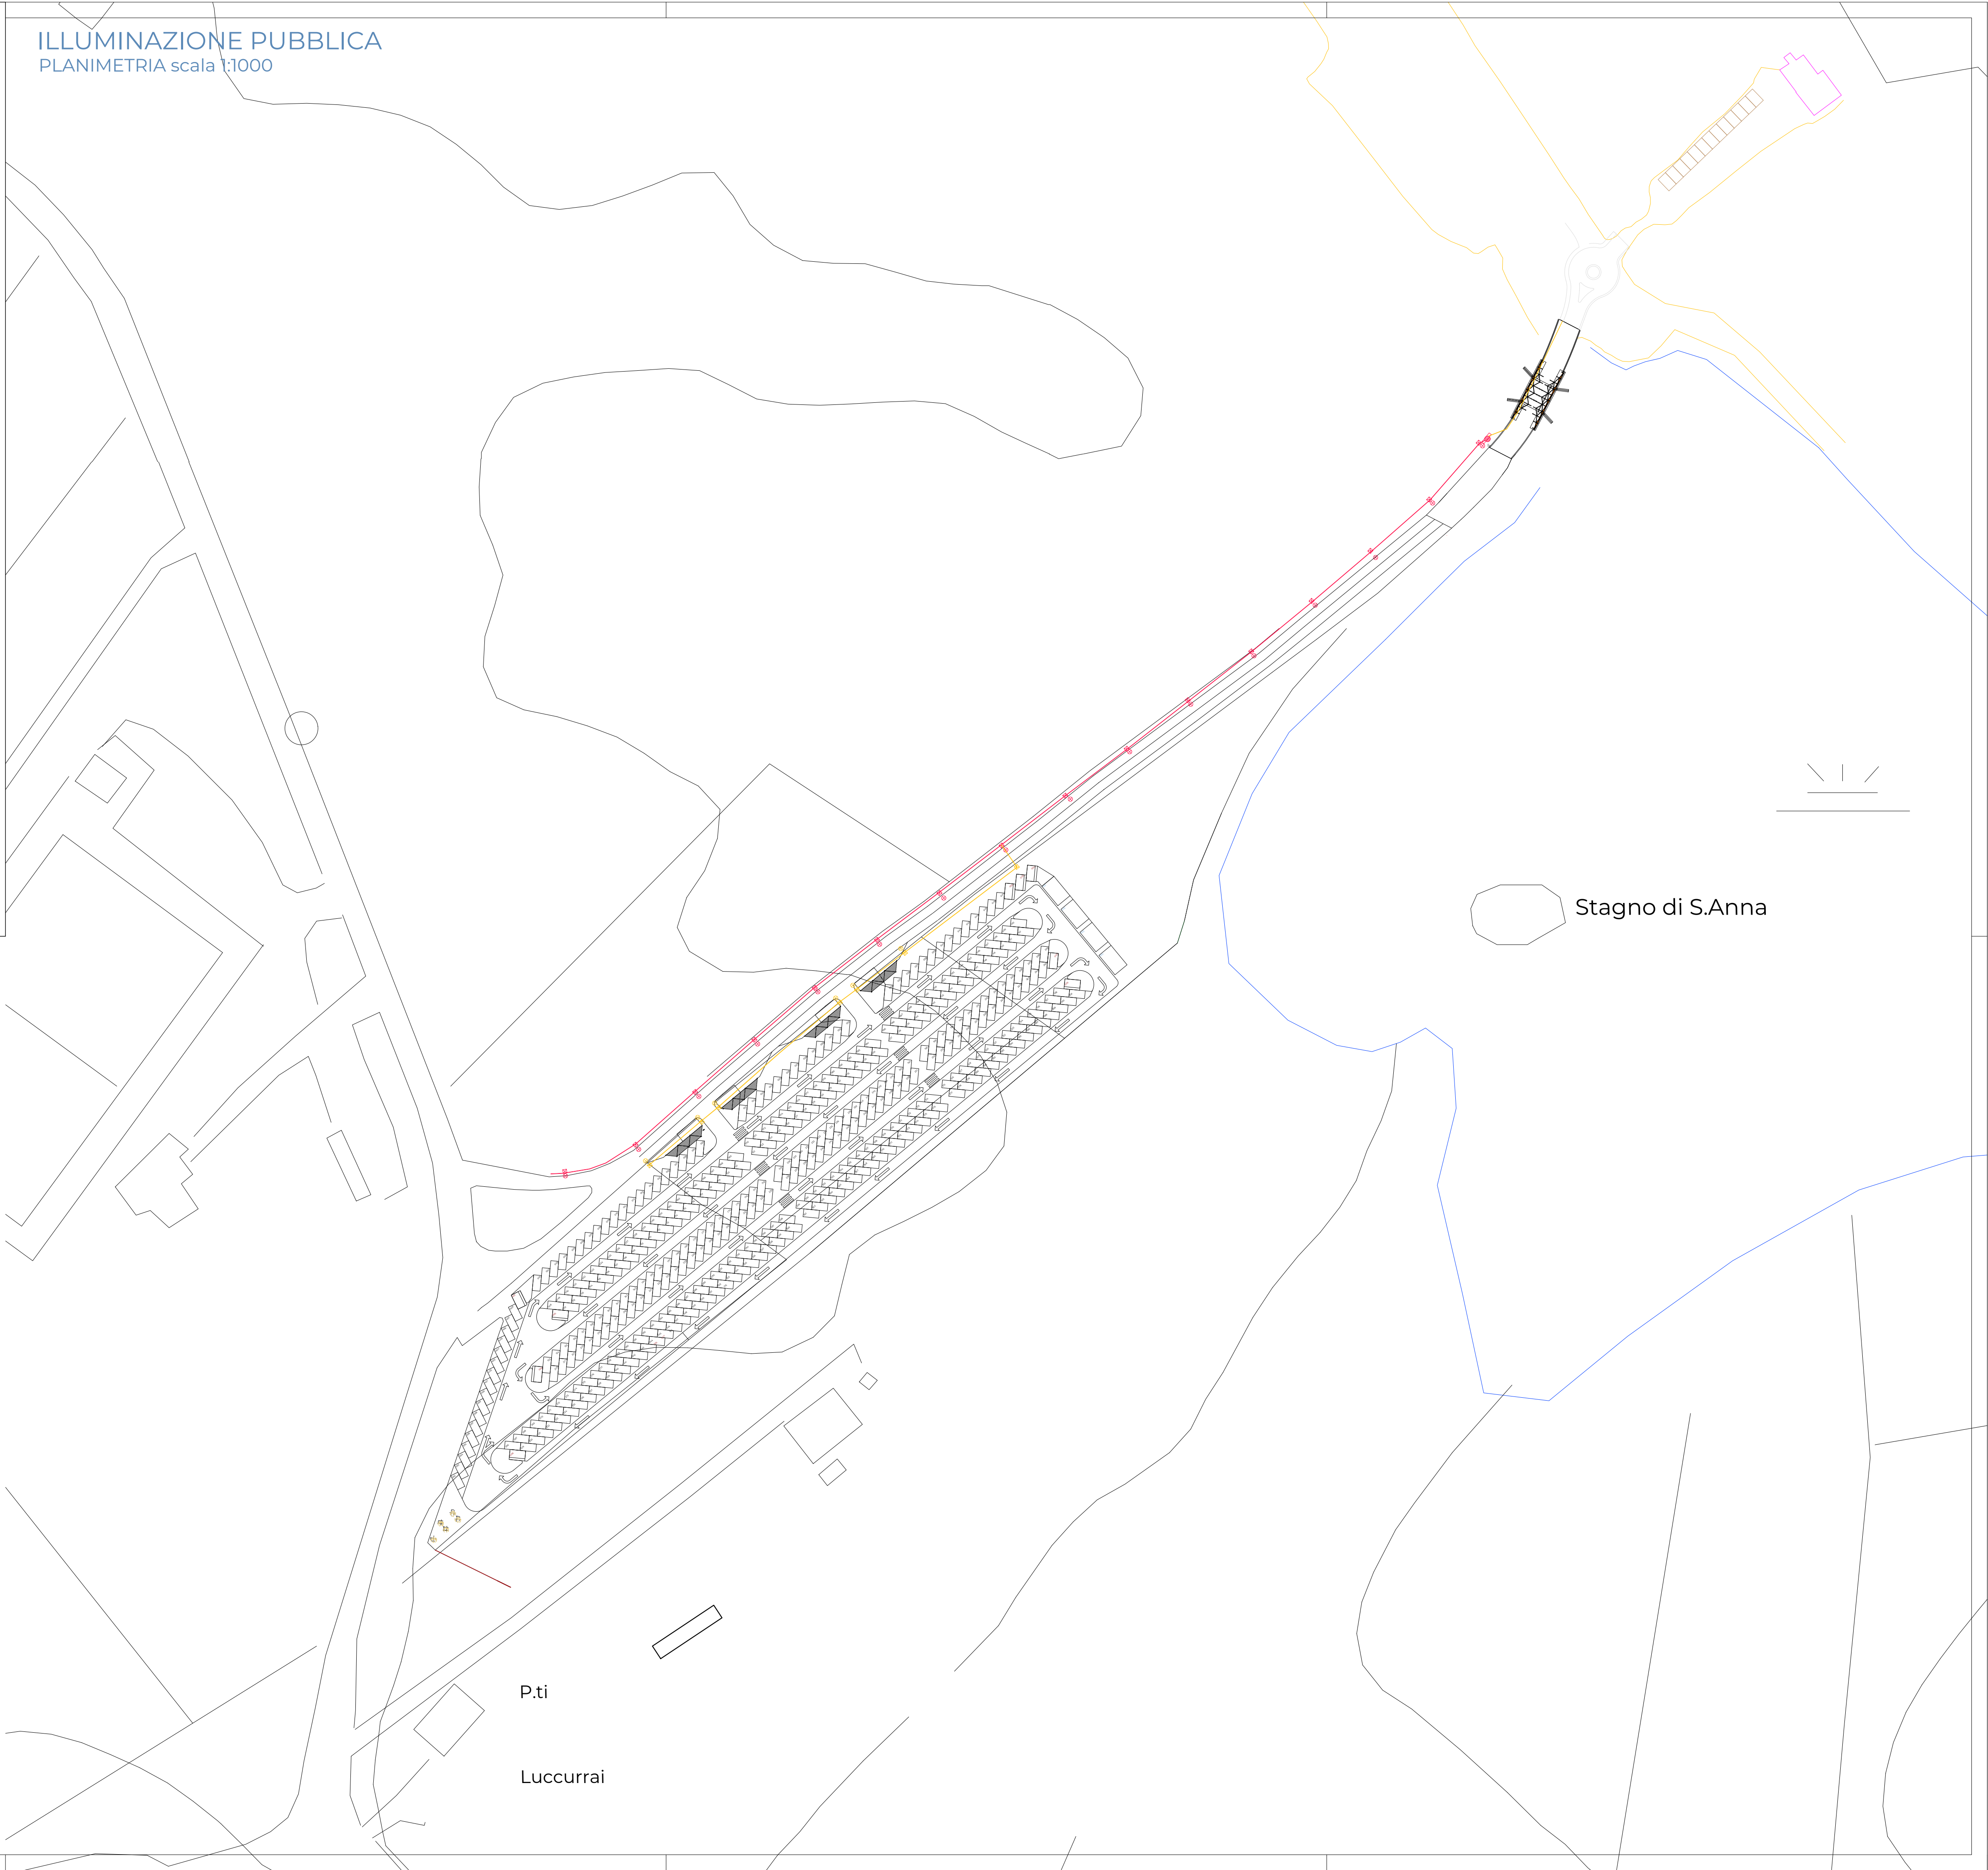 ILLUMINAZIONE PUBBLICA
PLANIMETRIA scala 1:1000
Stagno di S.Anna
P.ti
Luccurrai